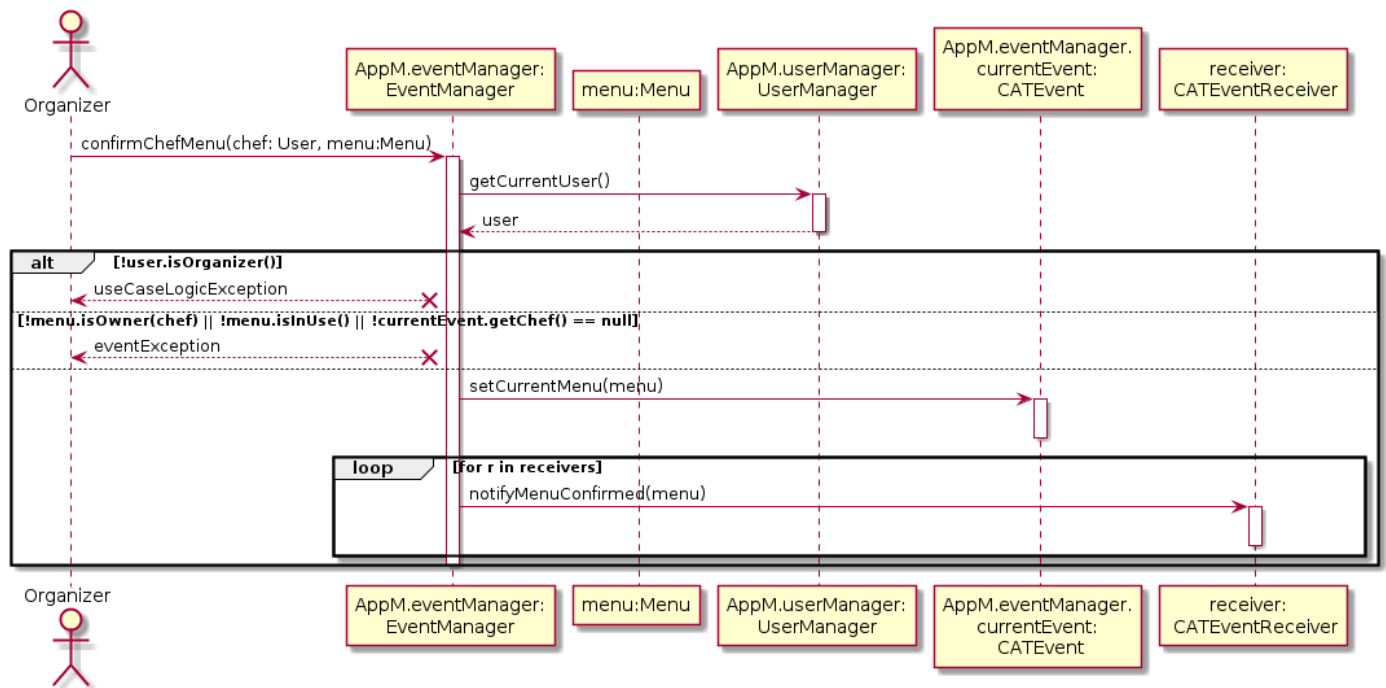 Organizer
AppM.eventManager:
EventManager
menu:Menu
AppM.userManager:
UserManager
AppM.eventManager.
currentEvent:
CATEvent
receiver:
CATEventReceiver
confirmChefMenu(chef: User, menu:Menu)
getCurrentUser()
user
alt [!user.isOrganizer()]
useCaseLogicException
[!menu.isOwner(chef) || !menu.isInUse() || !currentEvent.getChef() == null]
eventException
setCurrentMenu(menu)
loop [for r in receivers]
notifyMenuConfirmed(menu)
Organizer
AppM.eventManager:
EventManager
menu:Menu
AppM.userManager:
UserManager
AppM.eventManager.
currentEvent:
CATEvent
receiver:
CATEventReceiver